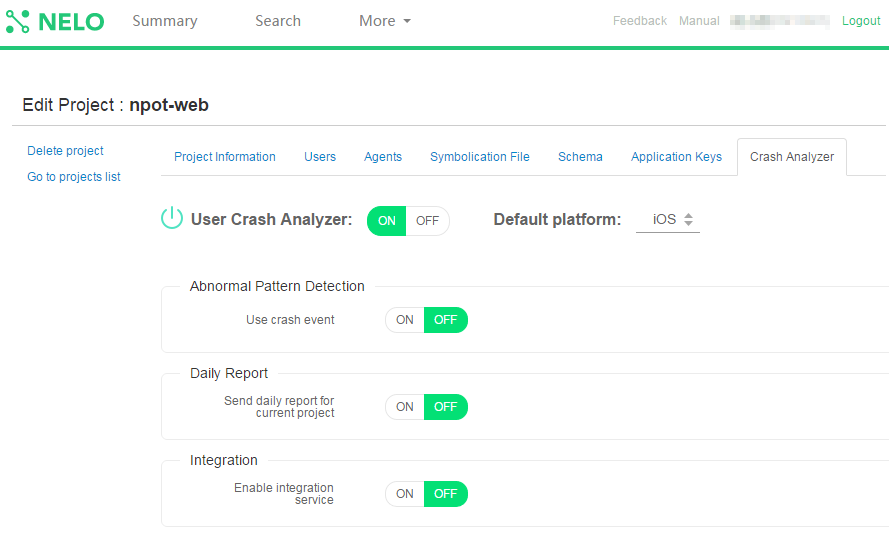 NELO Summary Search More Feedback Manual Logout
Edit Project : npot-web
Delete project
Go to projects list
Project Information Users Agents Symbolication File Schema Application Keys Crash Analyzer
User Crash Analyzer: ON OFF Default platform: iOS
Abnormal Pattern Detection
Use crash event ON OFF
Daily Report
Send daily report for
current project
ON OFF
Integration
Enable integration
service
ON OFF